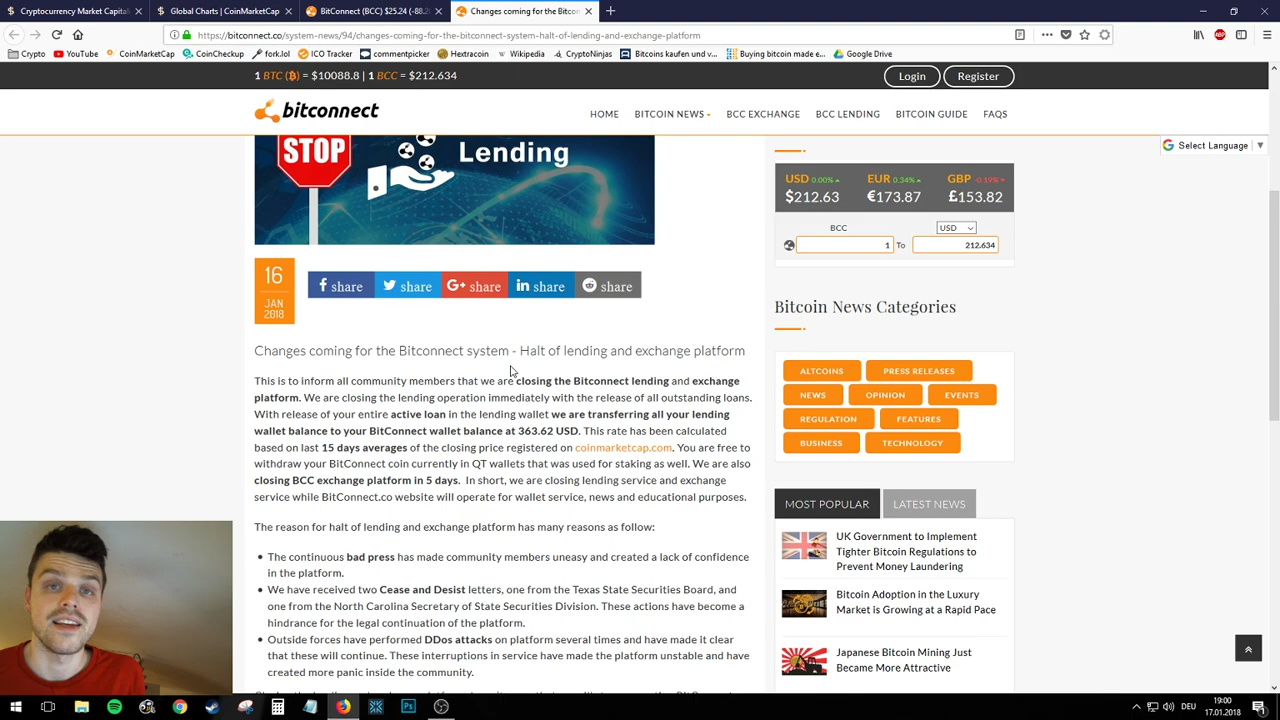 Cryptocurrency Market Capital
Global Charts | CoinMarketCap
BitConnect (BCC) $25.24 (-88.2
Changes coming for the Bitcon
https://bitconnect.co/system-news/94/changes-coming-for-the-bitconnect-system-halt-of-lending-and-exchange-platform
Crypto
YouTube
CoinMarketCap
CoinCheckup
fork.lol
ICO Tracker
commentpicker
Hextracoin
Wikipedia
CryptoNinjas
Bitcoins kaufen und v...
Buying bitcoin made e...
Google Drive
1 BTC (฿) = $10088.8 | 1 BCC = $212.634
Login
Register
bitconnect
HOME
BITCOIN NEWS
BCC EXCHANGE
BCC LENDING
BITCOIN GUIDE
FAQS
Select Language
STOP
Lending
16
JAN
2018
share
share
share
share
share
Changes coming for the Bitconnect system - Halt of lending and exchange platform
This is to inform all community members that we are closing the Bitconnect lending and exchange
platform. We are closing the lending operation immediately with the release of all outstanding loans.
With release of your entire active loan in the lending wallet we are transferring all your lending
wallet balance to your BitConnect wallet balance at 363.62 USD. This rate has been calculated
based on last 15 days averages of the closing price registered on coinmarketcap.com. You are free to
withdraw your BitConnect coin currently in QT wallets that was used for staking as well. We are also
closing BCC exchange platform in 5 days. In short, we are closing lending service and exchange
service while BitConnect.co website will operate for wallet service, news and educational purposes.
The reason for halt of lending and exchange platform has many reasons as follow:
The continuous bad press has made community members uneasy and created a lack of confidence
in the platform.
We have received two Cease and Desist letters, one from the Texas State Securities Board, and
one from the North Carolina Secretary of State Securities Division. These actions have become a
hindrance for the legal continuation of the platform.
Outside forces have performed DDos attacks on platform several times and have made it clear
that these will continue. These interruptions in service have made the platform unstable and have
created more panic inside the community.
USD 0.00%
EUR 0.34%
GBP -0.19%
$212.63
€173.87
£153.82
BCC
USD
1
To
212.634
Bitcoin News Categories
ALTCOINS
PRESS RELEASES
NEWS
OPINION
EVENTS
REGULATION
FEATURES
BUSINESS
TECHNOLOGY
MOST POPULAR
LATEST NEWS
UK Government to Implement
Tighter Bitcoin Regulations to
Prevent Money Laundering
Bitcoin Adoption in the Luxury
Market is Growing at a Rapid Pace
Japanese Bitcoin Mining Just
Became More Attractive
DEU
19:00
17.01.2018